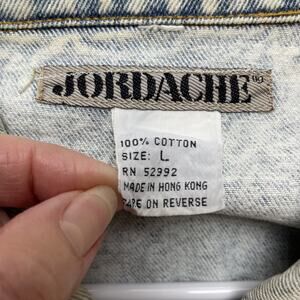 JORDACHE
100% COTTON
SIZE: L
RN 52992
MADE IN HONG KONG
CARE ON REVERSE